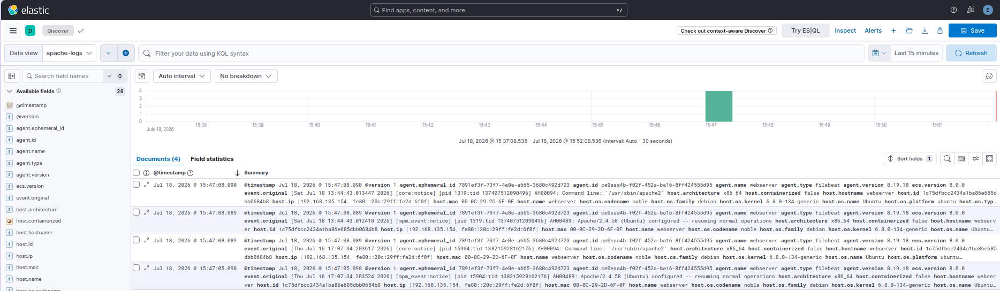 elastic
Find apps, content, and more.
^/
E
D
Discover
Check out context-aware Discover
Try ES|QL
Inspect
Alerts
Save
Data view
apache-logs
Filter your data using KQL syntax
Last 15 minutes
Refresh
Search field names
0
Auto interval
No breakdown
Available fields
28
@timestamp
@version
agent.ephemeral_id
agent.id
agent.name
agent.type
agent.version
ecs.version
event.original
host.architecture
host.containerized
host.hostname
host.id
host.ip
host.mac
host.name
host.os.codename
4
3
2
1
0
15:38
15:39
15:40
15:41
15:42
15:43
15:44
15:45
15:46
15:47
15:48
15:49
15:50
15:51
July 18, 2026
Jul 18, 2026 @ 15:37:08.536 - Jul 18, 2026 @ 15:52:08.536 (interval: Auto - 30 seconds)
Documents (4)
Field statistics
Sort fields
1
@timestamp
Summary
Jul 18, 2026 @ 15:47:08.090
@timestamp Jul 18, 2026 @ 15:47:08.090 @version 1 agent.ephemeral_id 7891ef3f-73f7-4e0e-a665-3680c492d723 agent.id ce0eaa4b-f02f-452a-ba16-8ff424555d95 agent.name webserver agent.type filebeat agent.version 8.19.18 ecs.version 8.0.0
event.original [Sat Jul 18 13:44:43.013447 2026] [core:notice] [pid 1319:tid 137407512090496] AH00094: Command line: '/usr/sbin/apache2' host.architecture x86_64 host.containerized false host.hostname webserver host.id 1c75dfbcc2434a1ba86e685d
bb0684b8 host.ip [192.168.135.154, fe80::20c:29ff:fe2d:6f0f] host.mac 00-0C-29-2D-6F-0F host.name webserver host.os.codename noble host.os.family debian host.os.kernel 6.8.0-134-generic host.os.name Ubuntu host.os.platform ubuntu host.os.typ…
Jul 18, 2026 @ 15:47:08.089
@timestamp Jul 18, 2026 @ 15:47:08.089 @version 1 agent.ephemeral_id 7891ef3f-73f7-4e0e-a665-3680c492d723 agent.id ce0eaa4b-f02f-452a-ba16-8ff424555d95 agent.name webserver agent.type filebeat agent.version 8.19.18 ecs.version 8.0.0
event.original [Sat Jul 18 13:44:43.012410 2026] [mpm_event:notice] [pid 1319:tid 137407512090496] AH00489: Apache/2.4.58 (Ubuntu) configured -- resuming normal operations host.architecture x86_64 host.containerized false host.hostname webserv
er host.id 1c75dfbcc2434a1ba86e685dbb0684b8 host.ip [192.168.135.154, fe80::20c:29ff:fe2d:6f0f] host.mac 00-0C-29-2D-6F-0F host.name webserver host.os.codename noble host.os.family debian host.os.kernel 6.8.0-134-generic host.os.name Ubuntu…
Jul 18, 2026 @ 15:47:08.089
@timestamp Jul 18, 2026 @ 15:47:08.089 @version 1 agent.ephemeral_id 7891ef3f-73f7-4e0e-a665-3680c492d723 agent.id ce0eaa4b-f02f-452a-ba16-8ff424555d95 agent.name webserver agent.type filebeat agent.version 8.19.18 ecs.version 8.0.0
event.original [Thu Jul 16 17:07:34.203617 2026] [core:notice] [pid 15904:tid 138215928162176] AH00094: Command line: '/usr/sbin/apache2' host.architecture x86_64 host.containerized false host.hostname webserver host.id 1c75dfbcc2434a1ba86e685
dbb0684b8 host.ip [192.168.135.154, fe80::20c:29ff:fe2d:6f0f] host.mac 00-0C-29-2D-6F-0F host.name webserver host.os.codename noble host.os.family debian host.os.kernel 6.8.0-134-generic host.os.name Ubuntu host.os.platform ubuntu…
Jul 18, 2026 @ 15:47:05.098
@timestamp Jul 18, 2026 @ 15:47:05.098 @version 1 agent.ephemeral_id 7891ef3f-73f7-4e0e-a665-3680c492d723 agent.id ce0eaa4b-f02f-452a-ba16-8ff424555d95 agent.name webserver agent.type filebeat agent.version 8.19.18 ecs.version 8.0.0
event.original [Thu Jul 16 17:07:34.203524 2026] [mpm_event:notice] [pid 15904:tid 138215928162176] AH00489: Apache/2.4.58 (Ubuntu) configured -- resuming normal operations host.architecture x86_64 host.containerized false host.hostname webser
ver host.id 1c75dfbcc2434a1ba86e685dbb0684b8 host.ip [192.168.135.154, fe80::20c:29ff:fe2d:6f0f] host.mac 00-0C-29-2D-6F-0F host.name webserver host.os.codename noble host.os.family debian host.os.kernel 6.8.0-134-generic host.os.name Ubuntu…